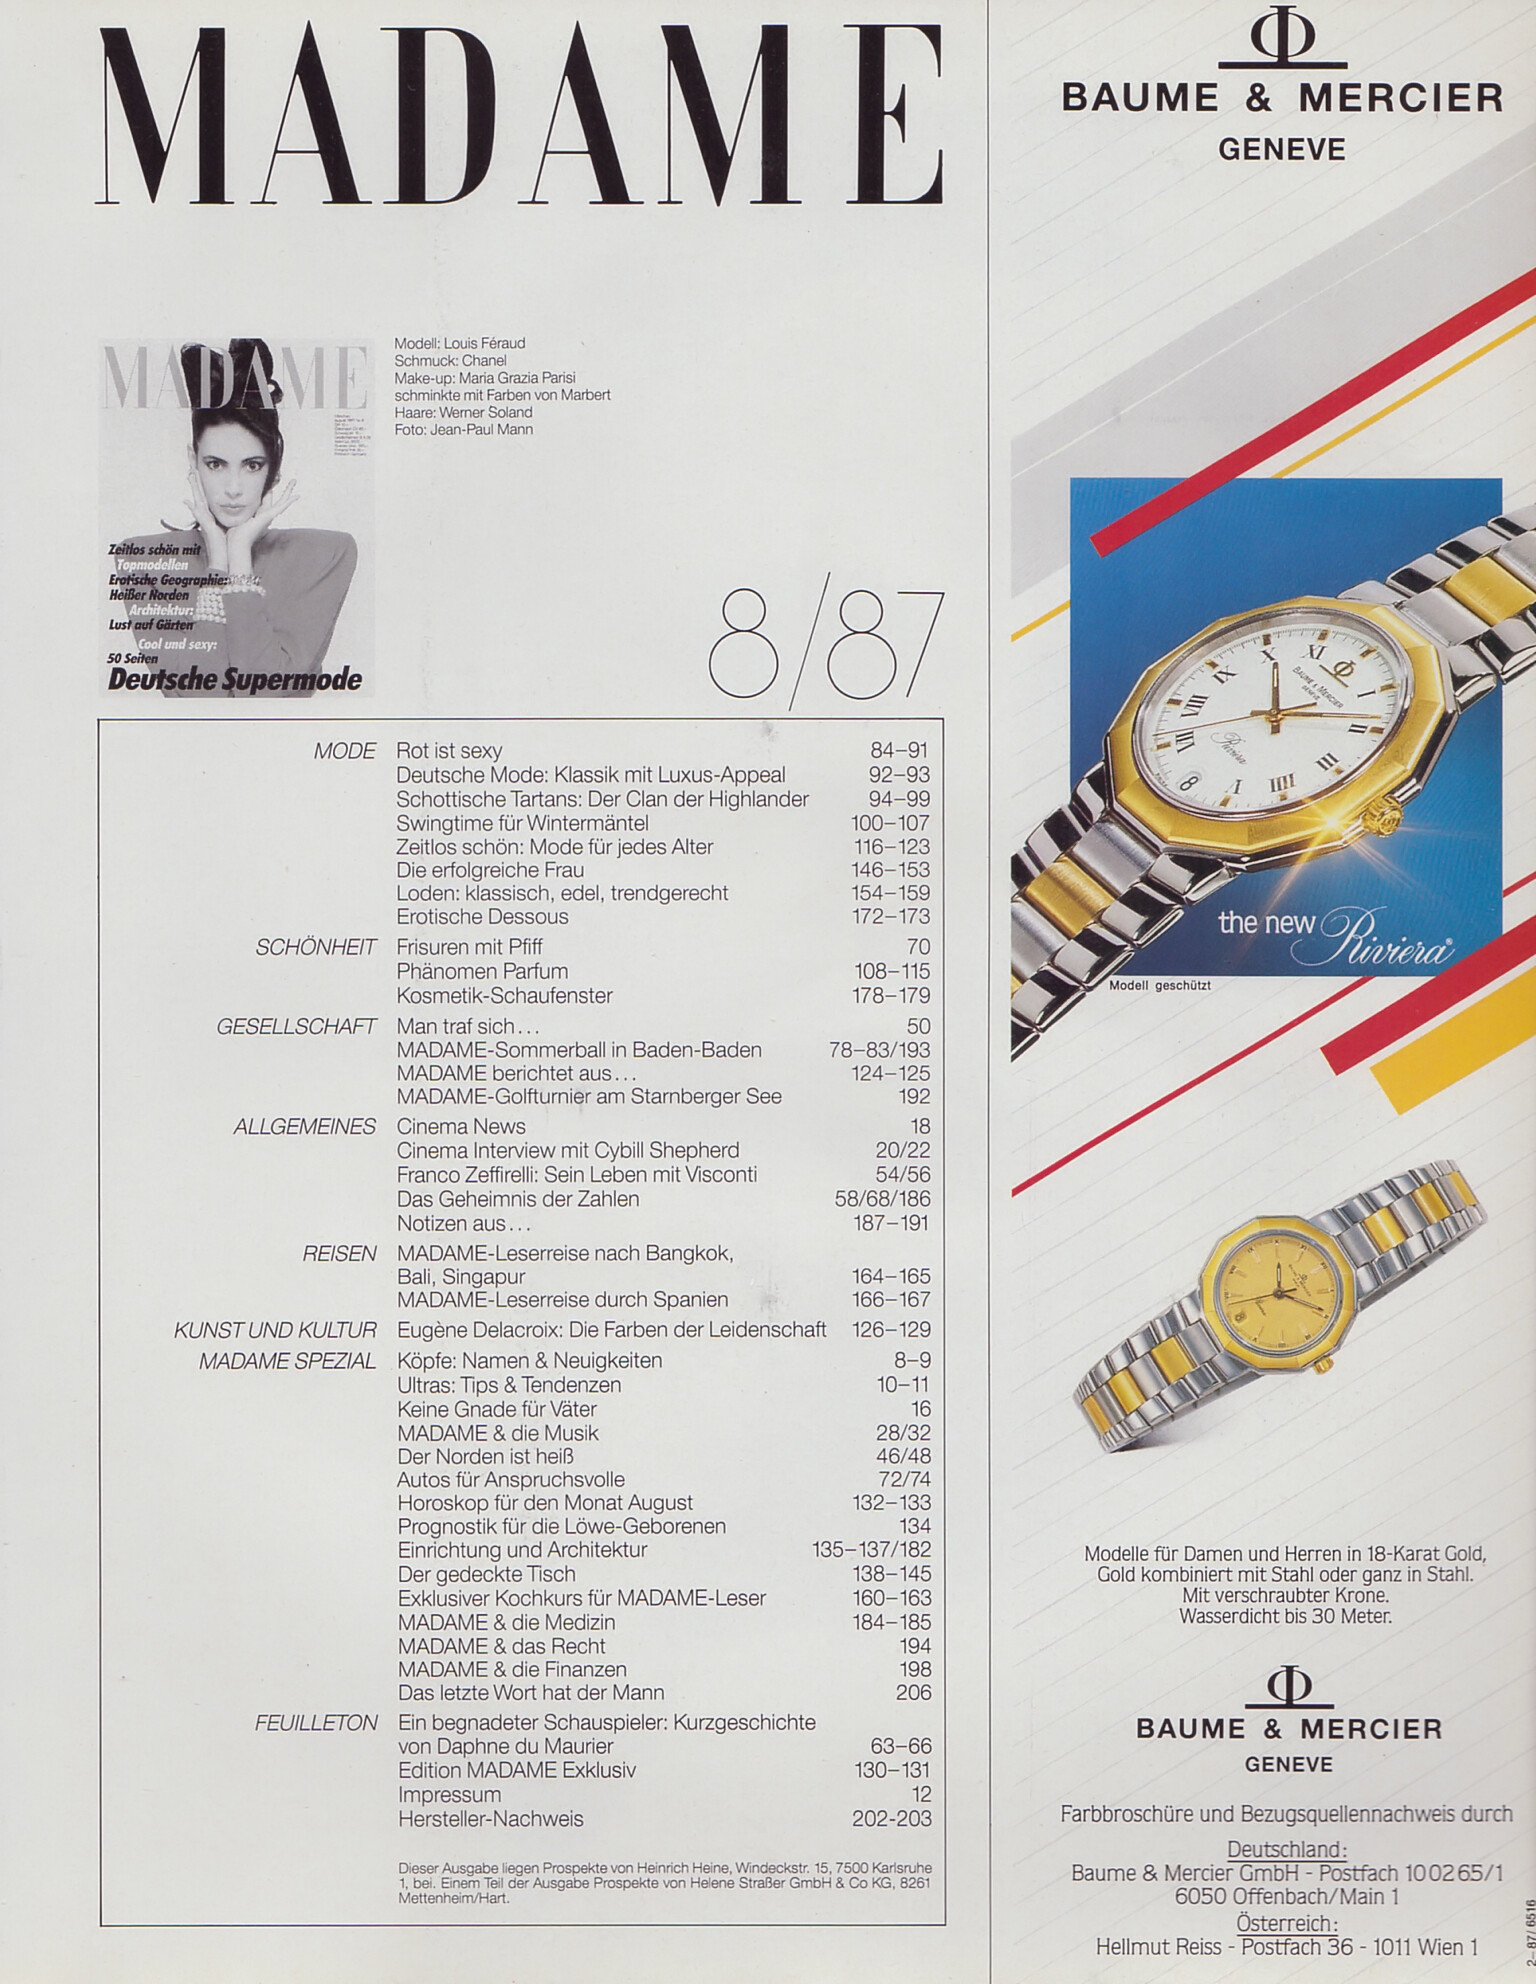 MADAME
MADAME
Zeitlos schön mit
Topmodellen
Erotische Geographie:
Heißer Norden
Architektur:
Lust auf Gärten
Cool und sexy:
50 Seiten
Deutsche Supermode
Modell: Louis Féraud
Schmuck: Chanel
Make-up: Maria Grazia Parisi
schminkte mit Farben von Marbert
Haare: Werner Soland
Foto: Jean-Paul Mann
8/87
MODE Rot ist sexy 84–91
Deutsche Mode: Klassik mit Luxus-Appeal 92–93
Schottische Tartans: Der Clan der Highlander 94–99
Swingtime für Wintermäntel 100–107
Zeitlos schön: Mode für jedes Alter 116–123
Die erfolgreiche Frau 146–153
Loden: klassisch, edel, trendgerecht 154–159
Erotische Dessous 172–173
SCHÖNHEIT Frisuren mit Pfiff 70
Phänomen Parfum 108–115
Kosmetik-Schaufenster 178–179
GESELLSCHAFT Man traf sich... 50
MADAME-Sommerball in Baden-Baden 78–83/193
MADAME berichtet aus... 124–125
MADAME-Golfturnier am Starnberger See 192
ALLGEMEINES Cinema News 18
Cinema Interview mit Cybill Shepherd 20/22
Franco Zeffirelli: Sein Leben mit Visconti 54/56
Das Geheimnis der Zahlen 58/68/186
Notizen aus... 187–191
REISEN MADAME-Leserreise nach Bangkok,
Bali, Singapur 164–165
MADAME-Leserreise durch Spanien 166–167
KUNST UND KULTUR Eugène Delacroix: Die Farben der Leidenschaft 126–129
MADAME SPEZIAL Köpfe: Namen & Neuigkeiten 8–9
Ultras: Tips & Tendenzen 10–11
Keine Gnade für Väter 16
MADAME & die Musik 28/32
Der Norden ist heiß 46/48
Autos für Anspruchsvolle 72/74
Horoskop für den Monat August 132–133
Prognostik für die Löwe-Geborenen 134
Einrichtung und Architektur 135–137/182
Der gedeckte Tisch 138–145
Exklusiver Kochkurs für MADAME-Leser 160–163
MADAME & die Medizin 184–185
MADAME & das Recht 194
MADAME & die Finanzen 198
Das letzte Wort hat der Mann 206
FEUILLETON Ein begnadeter Schauspieler: Kurzgeschichte
von Daphne du Maurier 63–66
Edition MADAME Exklusiv 130–131
Impressum 12
Hersteller-Nachweis 202-203
Dieser Ausgabe liegen Prospekte von Heinrich Heine, Windeckstr. 15, 7500 Karlsruhe
1, bei. Einem Teil der Ausgabe Prospekte von Helene Straßer GmbH & Co KG, 8261
Mettenheim/Hart.
Φ
BAUME & MERCIER
GENEVE
XI
X
I
IX
BAUME & MERCIER
GENEVE
VIII
II
VII
Riviera
III
8
V
IIII
the new Riviera®
Modell geschützt
Modelle für Damen und Herren in 18-Karat Gold,
Gold kombiniert mit Stahl oder ganz in Stahl.
Mit verschraubter Krone.
Wasserdicht bis 30 Meter.
Φ
BAUME & MERCIER
GENEVE
Farbbroschüre und Bezugsquellennachweis durch
Deutschland:
Baume & Mercier GmbH - Postfach 100265/1
6050 Offenbach/Main 1
Österreich:
Hellmut Reiss - Postfach 36 - 1011 Wien 1
2-87/6516